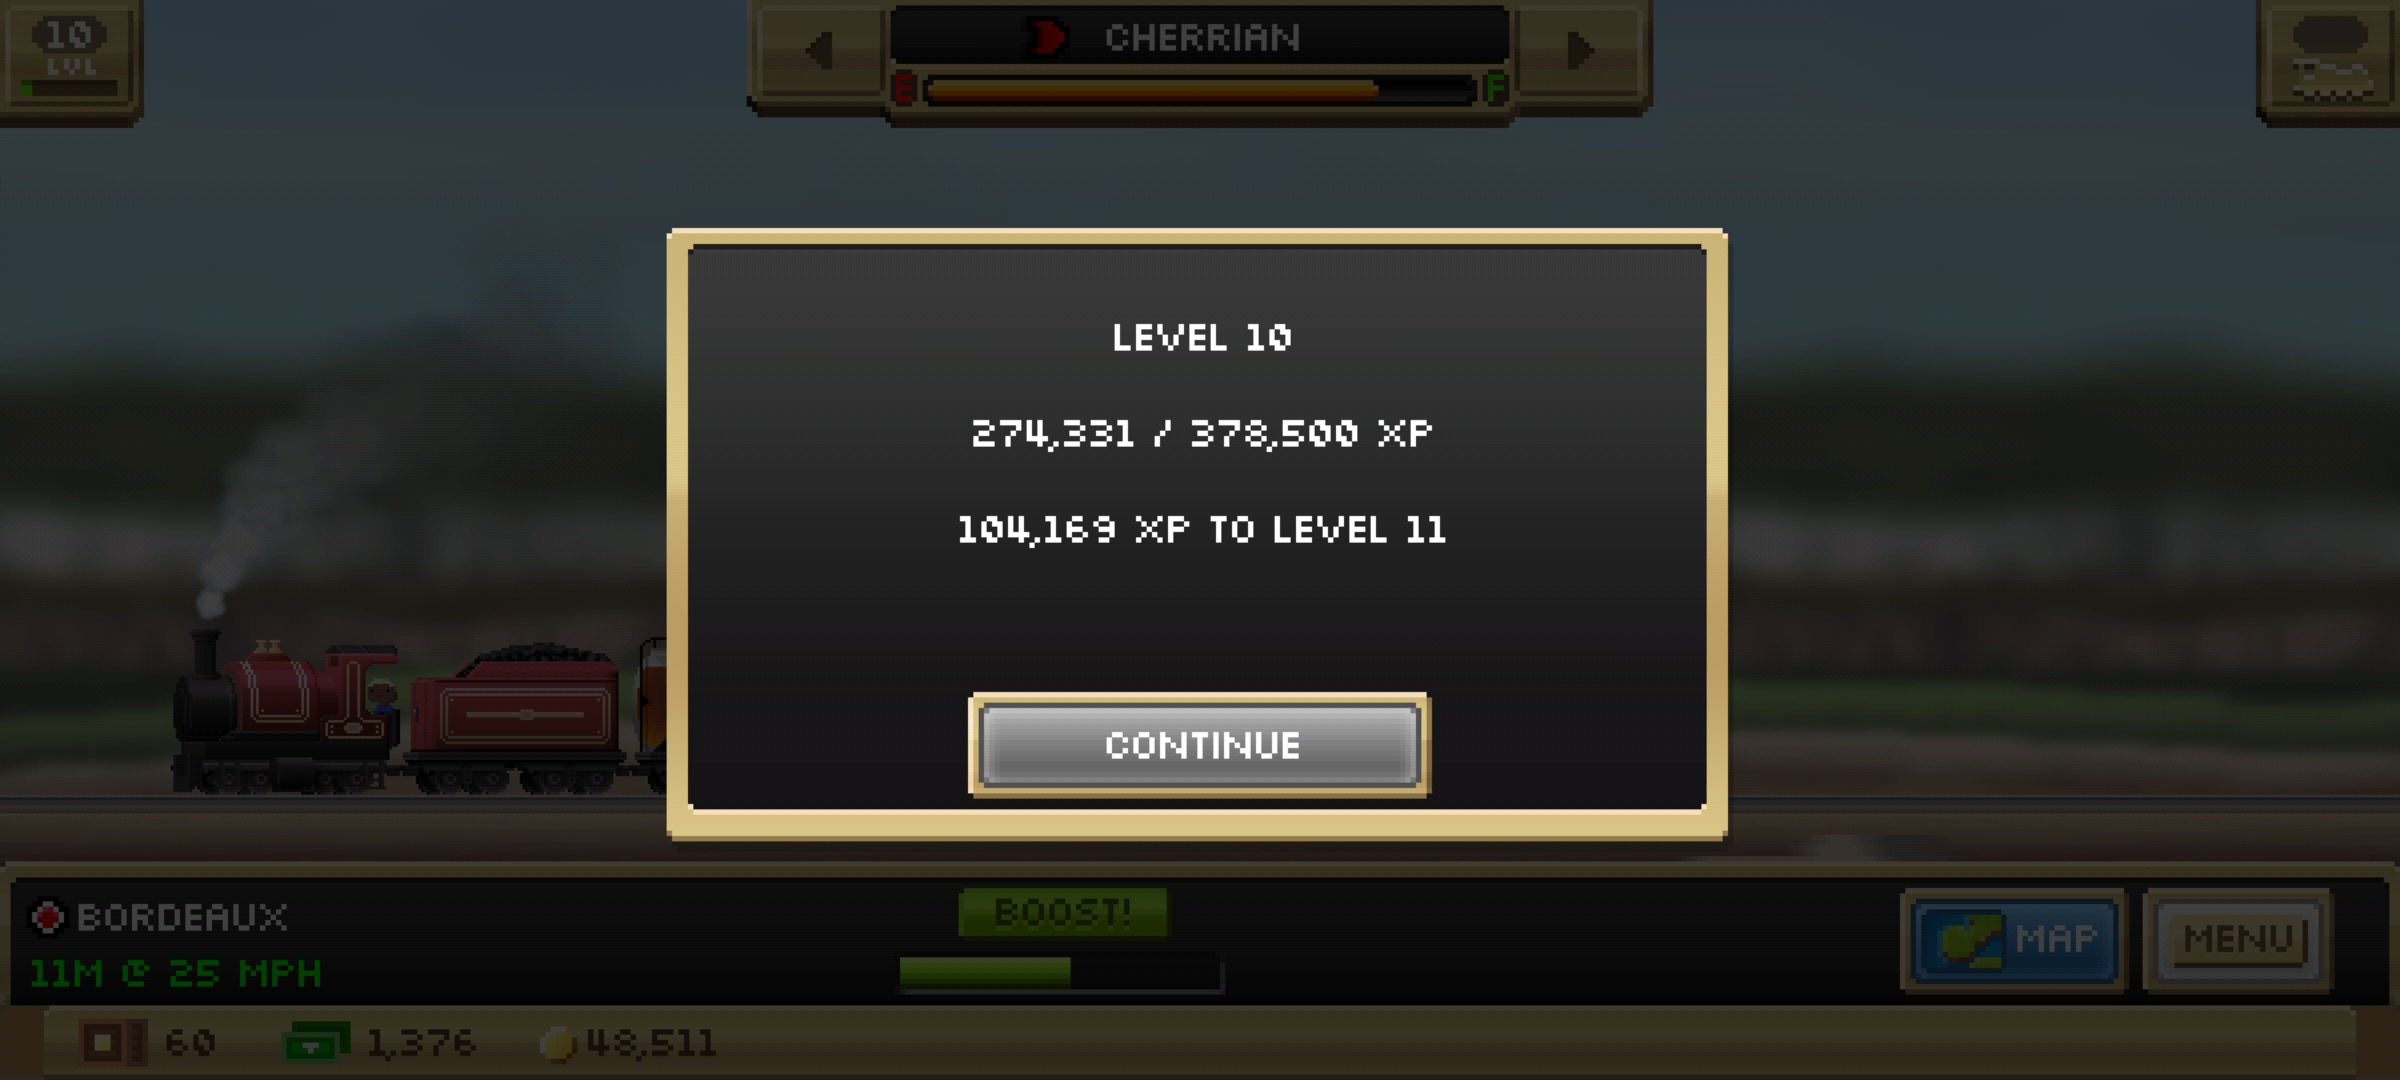 10
LVL
CHERRIAN
E F
LEVEL 10
274,331 / 378,500 XP
104,169 XP TO LEVEL 11
CONTINUE
BORDEAUX
11M @ 25 MPH
BOOST!
MAP
MENU
60 1,376 48,511